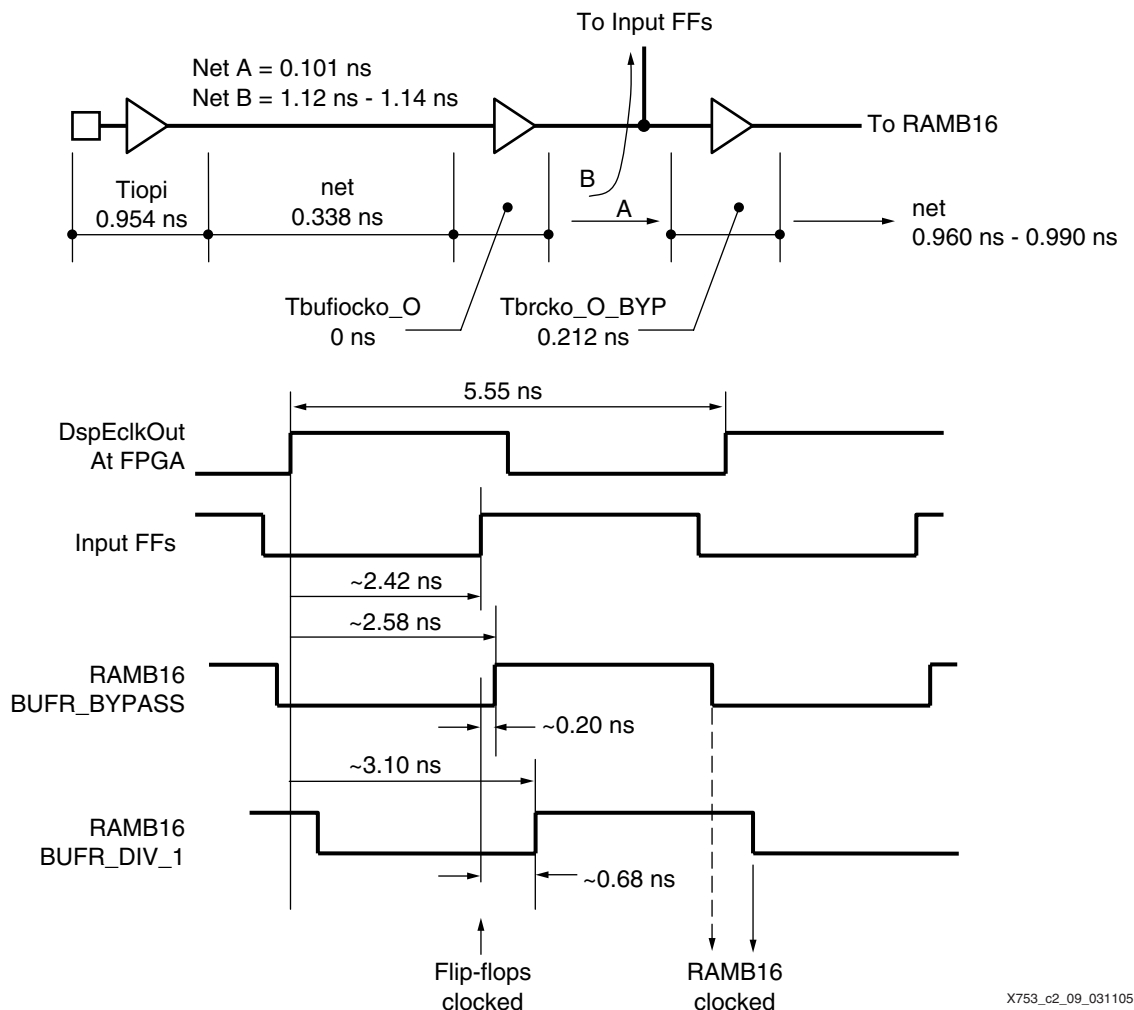 To Input FFs
Net A = 0.101 ns
Net B = 1.12 ns - 1.14 ns
To RAMB16
Tiopi
0.954 ns
net
0.338 ns
B
A
net
0.960 ns - 0.990 ns
Tbufiocko_O
0 ns
Tbrcko_O_BYP
0.212 ns
5.55 ns
DspEclkOut
At FPGA
Input FFs
~2.42 ns
~2.58 ns
RAMB16
BUFR_BYPASS
~0.20 ns
~3.10 ns
RAMB16
BUFR_DIV_1
~0.68 ns
Flip-flops
clocked
RAMB16
clocked
X753_c2_09_031105